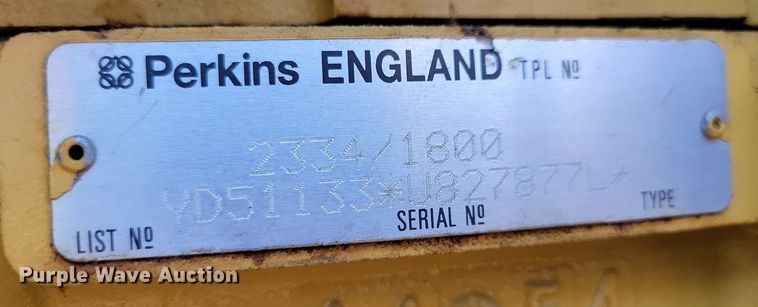 Perkins ENGLAND TPL Nº
2334/1800
YD51133*U827877L*
LIST Nº SERIAL Nº TYPE
Purple Wave Auction